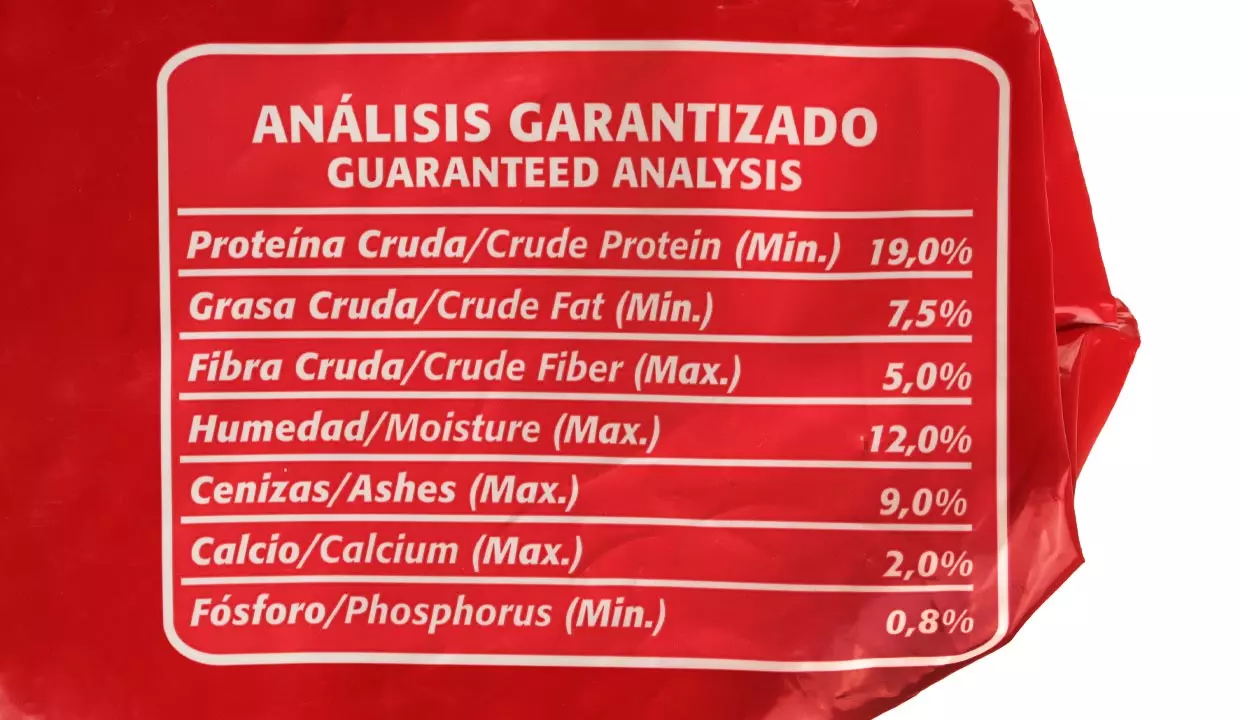 ANÁLISIS GARANTIZADO
GUARANTEED ANALYSIS
Proteína Cruda/Crude Protein (Min.) 19,0%
Grasa Cruda/Crude Fat (Min.) 7,5%
Fibra Cruda/Crude Fiber (Max.) 5,0%
Humedad/Moisture (Max.) 12,0%
Cenizas/Ashes (Max.) 9,0%
Calcio/Calcium (Max.) 2,0%
Fósforo/Phosphorus (Min.) 0,8%